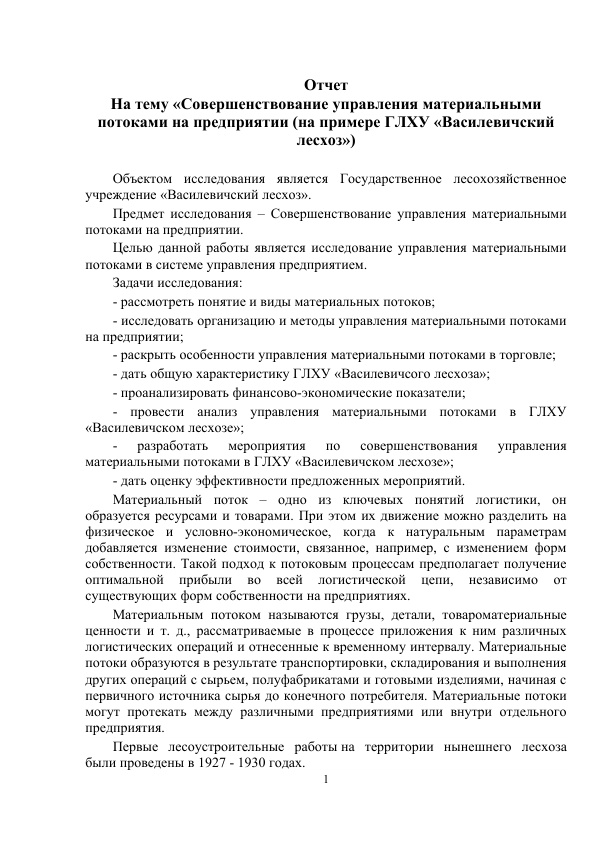 Отчет
На тему «Совершенствование управления материальными
потоками на предприятии (на примере ГЛХУ «Василевичский
лесхоз»)
Объектом исследования является Государственное лесохозяйственное
учреждение «Василевичский лесхоз».
Предмет исследования – Совершенствование управления материальными
потоками на предприятии.
Целью данной работы является исследование управления материальными
потоками в системе управления предприятием.
Задачи исследования:
- рассмотреть понятие и виды материальных потоков;
- исследовать организацию и методы управления материальными потоками
на предприятии;
- раскрыть особенности управления материальными потоками в торговле;
- дать общую характеристику ГЛХУ «Василевичсого лесхоза»;
- проанализировать финансово-экономические показатели;
- провести анализ управления материальными потоками в ГЛХУ
«Василевичском лесхозе»;
- разработать мероприятия по совершенствования управления
материальными потоками в ГЛХУ «Василевичском лесхозе»;
- дать оценку эффективности предложенных мероприятий.
Материальный поток – одно из ключевых понятий логистики, он
образуется ресурсами и товарами. При этом их движение можно разделить на
физическое и условно-экономическое, когда к натуральным параметрам
добавляется изменение стоимости, связанное, например, с изменением форм
собственности. Такой подход к потоковым процессам предполагает получение
оптимальной прибыли во всей логистической цепи, независимо от
существующих форм собственности на предприятиях.
Материальным потоком называются грузы, детали, товароматериальные
ценности и т. д., рассматриваемые в процессе приложения к ним различных
логистических операций и отнесенные к временному интервалу. Материальные
потоки образуются в результате транспортировки, складирования и выполнения
других операций с сырьем, полуфабрикатами и готовыми изделиями, начиная с
первичного источника сырья до конечного потребителя. Материальные потоки
могут протекать между различными предприятиями или внутри отдельного
предприятия.
Первые лесоустроительные работы на территории нынешнего лесхоза
были проведены в 1927 - 1930 годах.
1